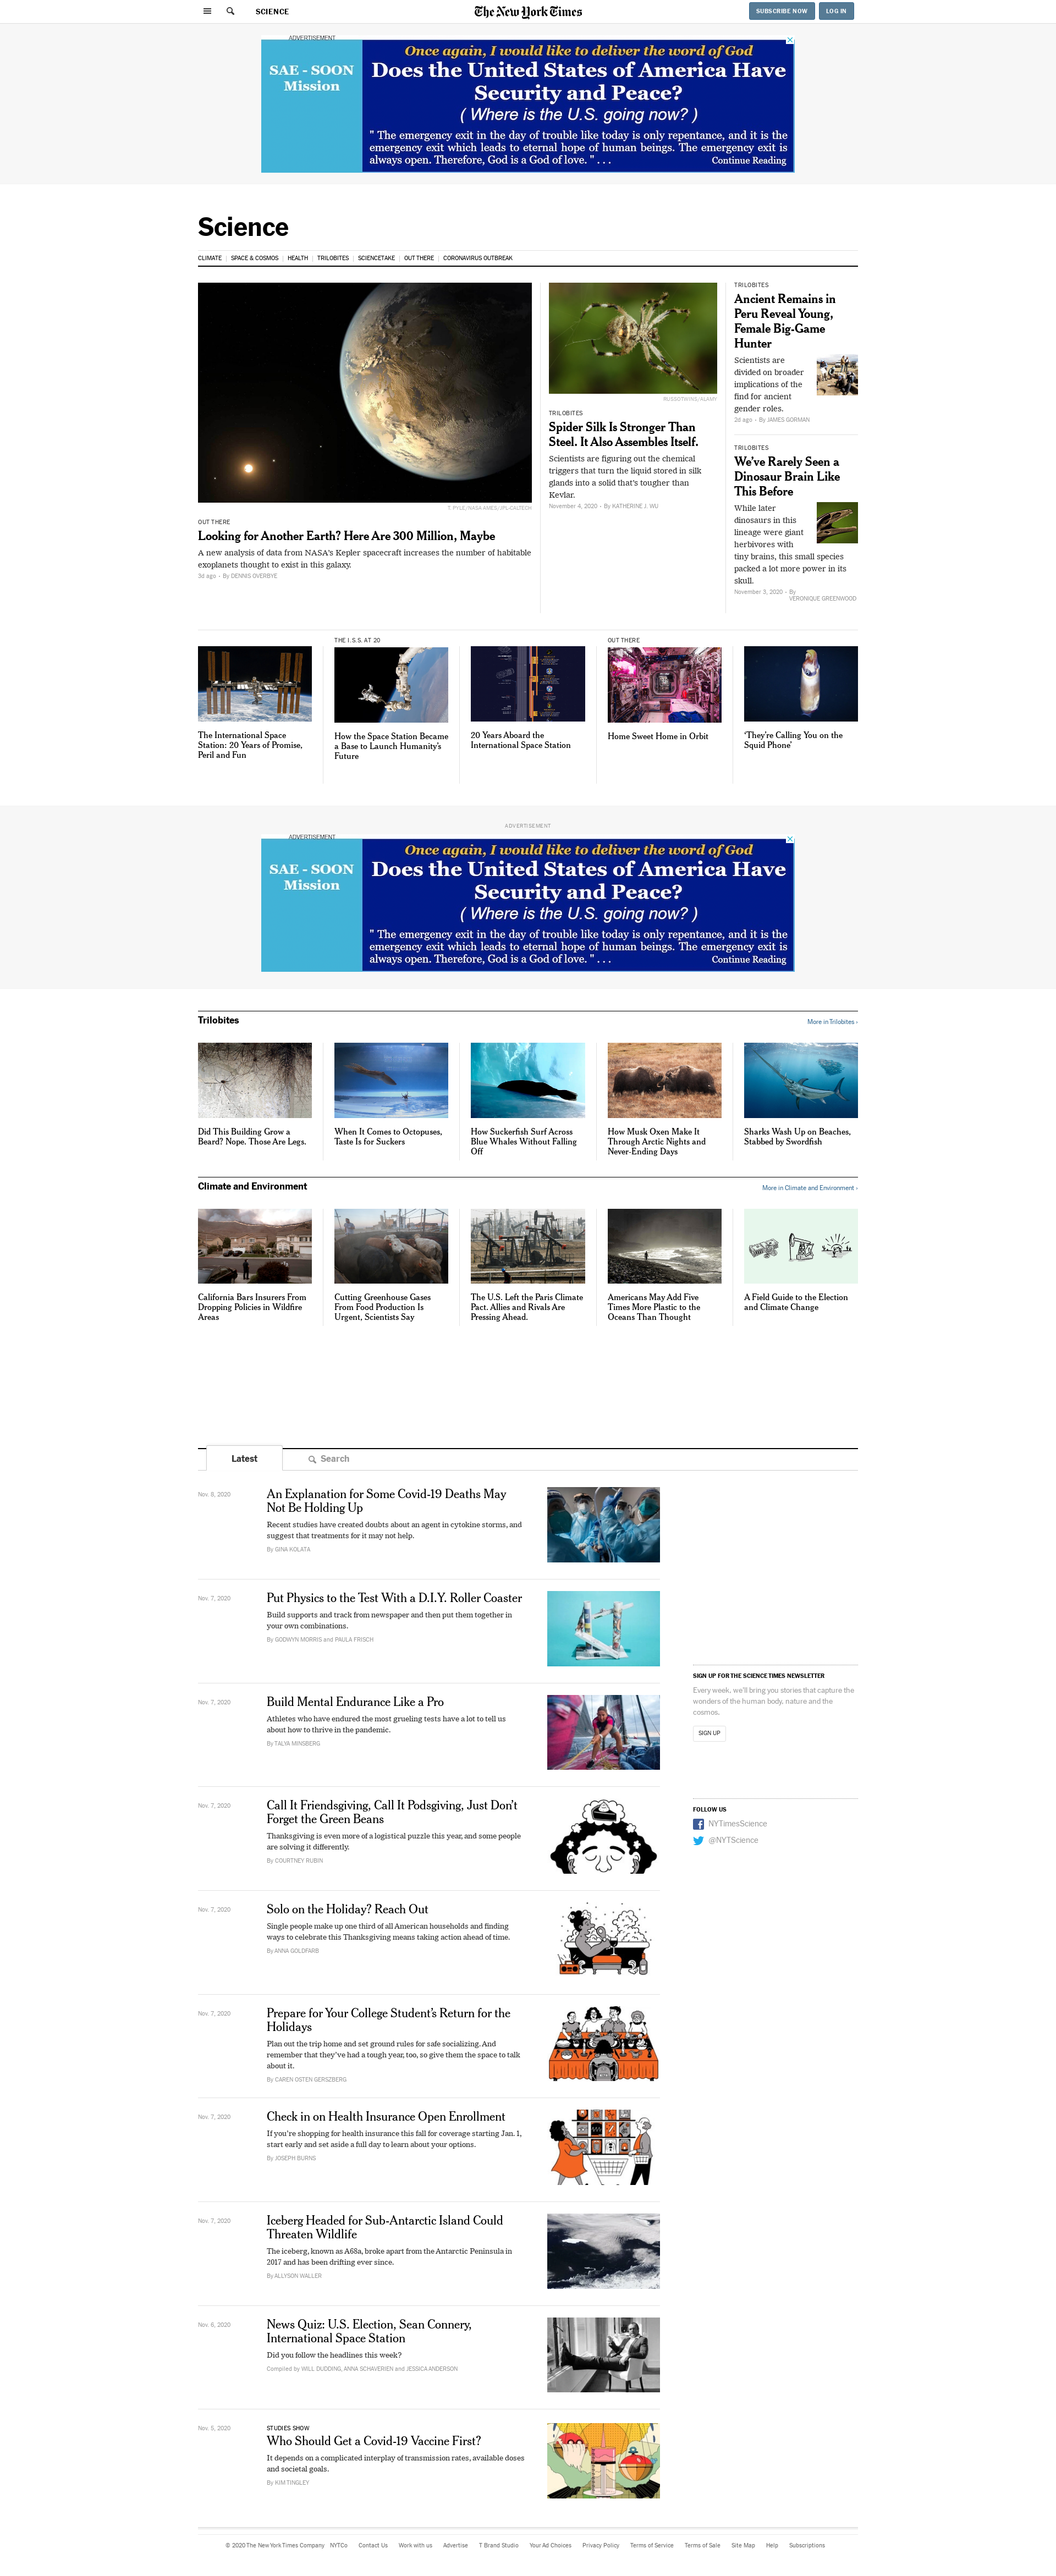 SCIENCE
The New York Times
SUBSCRIBE NOW
LOG IN
ADVERTISEMENT
SAE - SOON
Mission
Once again, I would like to deliver the word of God
Does the United States of America Have
Security and Peace?
( Where is the U.S. going now? )
" The emergency exit in the day of trouble like today is only repentance, and it is the
emergency exit which leads to eternal hope of human beings. The emergency exit is
always open. Therefore, God is a God of love. " . . .
Continue Reading
Science
CLIMATE | SPACE & COSMOS | HEALTH | TRILOBITES | SCIENCETAKE | OUT THERE | CORONAVIRUS OUTBREAK
T. PYLE/NASA AMES/JPL-CALTECH
OUT THERE
Looking for Another Earth? Here Are 300 Million, Maybe
A new analysis of data from NASA's Kepler spacecraft increases the number of habitable
exoplanets thought to exist in this galaxy.
3d ago - By DENNIS OVERBYE
RUSSOTWINS/ALAMY
TRILOBITES
Spider Silk Is Stronger Than
Steel. It Also Assembles Itself.
Scientists are figuring out the chemical
triggers that turn the liquid stored in silk
glands into a solid that's tougher than
Kevlar.
November 4, 2020 - By KATHERINE J. WU
TRILOBITES
Ancient Remains in
Peru Reveal Young,
Female Big-Game
Hunter
Scientists are
divided on broader
implications of the
find for ancient
gender roles.
2d ago - By JAMES GORMAN
TRILOBITES
We've Rarely Seen a
Dinosaur Brain Like
This Before
While later
dinosaurs in this
lineage were giant
herbivores with
tiny brains, this small species
packed a lot more power in its
skull.
November 3, 2020 - By
VERONIQUE GREENWOOD
The International Space
Station: 20 Years of Promise,
Peril and Fun
THE I.S.S. AT 20
How the Space Station Became
a Base to Launch Humanity's
Future
20 Years Aboard the
International Space Station
OUT THERE
Home Sweet Home in Orbit
'They're Calling You on the
Squid Phone'
ADVERTISEMENT
ADVERTISEMENT
SAE - SOON
Mission
Once again, I would like to deliver the word of God
Does the United States of America Have
Security and Peace?
( Where is the U.S. going now? )
" The emergency exit in the day of trouble like today is only repentance, and it is the
emergency exit which leads to eternal hope of human beings. The emergency exit is
always open. Therefore, God is a God of love. " . . .
Continue Reading
Trilobites
More in Trilobites ›
Did This Building Grow a
Beard? Nope. Those Are Legs.
When It Comes to Octopuses,
Taste Is for Suckers
How Suckerfish Surf Across
Blue Whales Without Falling
Off
How Musk Oxen Make It
Through Arctic Nights and
Never-Ending Days
Sharks Wash Up on Beaches,
Stabbed by Swordfish
Climate and Environment
More in Climate and Environment ›
California Bars Insurers From
Dropping Policies in Wildfire
Areas
Cutting Greenhouse Gases
From Food Production Is
Urgent, Scientists Say
The U.S. Left the Paris Climate
Pact. Allies and Rivals Are
Pressing Ahead.
Americans May Add Five
Times More Plastic to the
Oceans Than Thought
A Field Guide to the Election
and Climate Change
Latest
Search
Nov. 8, 2020
An Explanation for Some Covid-19 Deaths May
Not Be Holding Up
Recent studies have created doubts about an agent in cytokine storms, and
suggest that treatments for it may not help.
By GINA KOLATA
Nov. 7, 2020
Put Physics to the Test With a D.I.Y. Roller Coaster
Build supports and track from newspaper and then put them together in
your own combinations.
By GODWYN MORRIS and PAULA FRISCH
Nov. 7, 2020
Build Mental Endurance Like a Pro
Athletes who have endured the most grueling tests have a lot to tell us
about how to thrive in the pandemic.
By TALYA MINSBERG
Nov. 7, 2020
Call It Friendsgiving, Call It Podsgiving, Just Don't
Forget the Green Beans
Thanksgiving is even more of a logistical puzzle this year, and some people
are solving it differently.
By COURTNEY RUBIN
Nov. 7, 2020
Solo on the Holiday? Reach Out
Single people make up one third of all American households and finding
ways to celebrate this Thanksgiving means taking action ahead of time.
By ANNA GOLDFARB
Nov. 7, 2020
Prepare for Your College Student's Return for the
Holidays
Plan out the trip home and set ground rules for safe socializing. And
remember that they've had a tough year, too, so give them the space to talk
about it.
By CAREN OSTEN GERSZBERG
Nov. 7, 2020
Check in on Health Insurance Open Enrollment
If you're shopping for health insurance this fall for coverage starting Jan. 1,
start early and set aside a full day to learn about your options.
By JOSEPH BURNS
Nov. 7, 2020
Iceberg Headed for Sub-Antarctic Island Could
Threaten Wildlife
The iceberg, known as A68a, broke apart from the Antarctic Peninsula in
2017 and has been drifting ever since.
By ALLYSON WALLER
Nov. 6, 2020
News Quiz: U.S. Election, Sean Connery,
International Space Station
Did you follow the headlines this week?
Compiled by WILL DUDDING, ANNA SCHAVERIEN and JESSICA ANDERSON
Nov. 5, 2020
STUDIES SHOW
Who Should Get a Covid-19 Vaccine First?
It depends on a complicated interplay of transmission rates, available doses
and societal goals.
By KIM TINGLEY
SIGN UP FOR THE SCIENCE TIMES NEWSLETTER
Every week, we'll bring you stories that capture the
wonders of the human body, nature and the
cosmos.
SIGN UP
FOLLOW US
NYTimesScience
@NYTScience
© 2020 The New York Times Company NYTCo Contact Us Work with us Advertise T Brand Studio Your Ad Choices Privacy Policy Terms of Service Terms of Sale Site Map Help Subscriptions